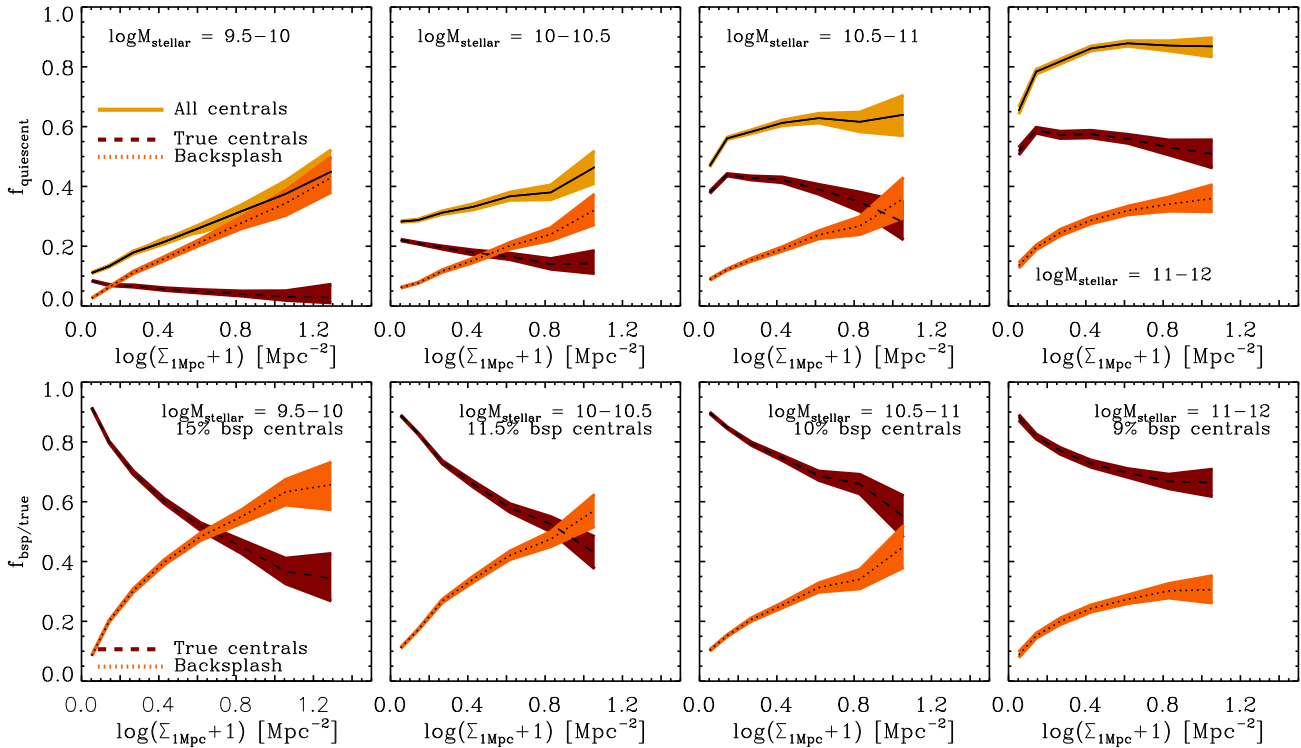 1.0
0.8
0.6
0.4
0.2
0.0
f_quiescent
logM_stellar = 9.5−10
All centrals
True centrals
Backsplash
logM_stellar = 10−10.5
logM_stellar = 10.5−11
logM_stellar = 11−12
0.0 0.4 0.8 1.2 0.0 0.4 0.8 1.2 0.0 0.4 0.8 1.2 0.0 0.4 0.8 1.2
log(Σ_1Mpc+1) [Mpc^−2] log(Σ_1Mpc+1) [Mpc^−2] log(Σ_1Mpc+1) [Mpc^−2] log(Σ_1Mpc+1) [Mpc^−2]
1.0
0.8
0.6
0.4
0.2
0.0
f_bsp/true
logM_stellar = 9.5−10
15% bsp centrals
True centrals
Backsplash
logM_stellar = 10−10.5
11.5% bsp centrals
logM_stellar = 10.5−11
10% bsp centrals
logM_stellar = 11−12
9% bsp centrals
0.0 0.4 0.8 1.2 0.0 0.4 0.8 1.2 0.0 0.4 0.8 1.2 0.0 0.4 0.8 1.2
log(Σ_1Mpc+1) [Mpc^−2] log(Σ_1Mpc+1) [Mpc^−2] log(Σ_1Mpc+1) [Mpc^−2] log(Σ_1Mpc+1) [Mpc^−2]